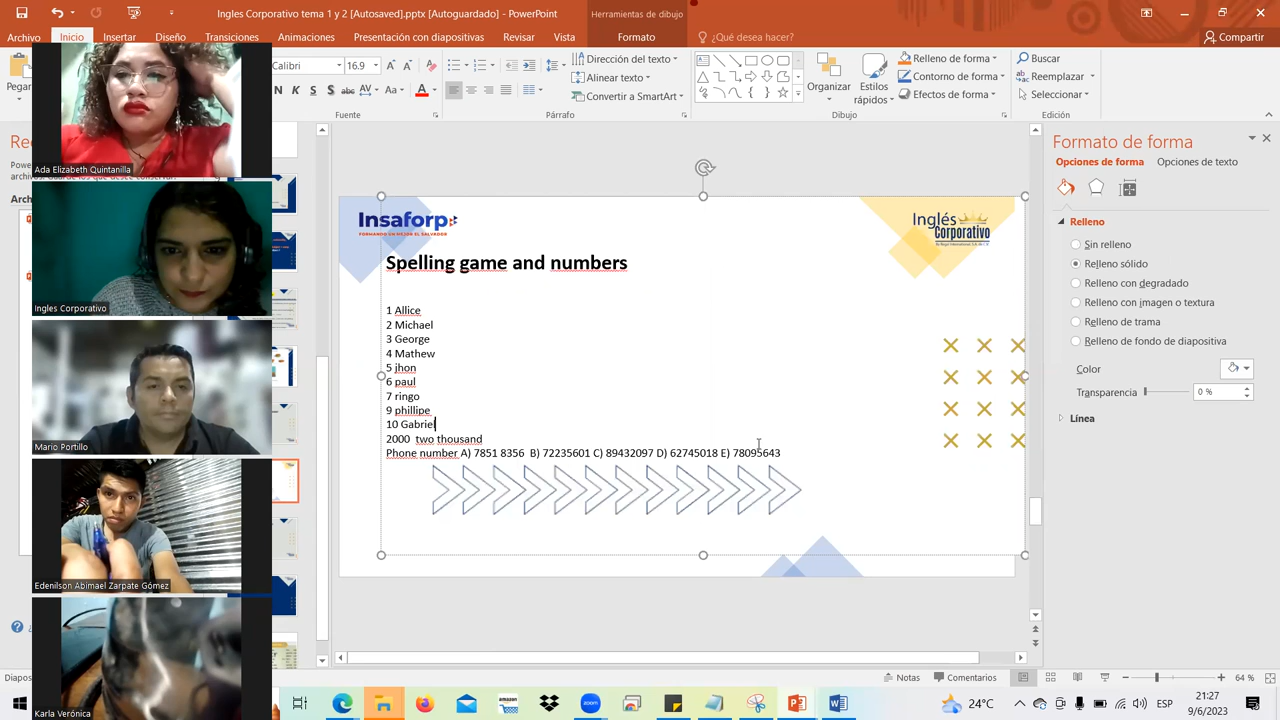 tema 1 y 2 [Autoguardado] - PowerPoint
Herramientas de dibujo
Archivo
Inicio
Insertar
Diseño
Transiciones
Animaciones
Presentación con diapositivas
Revisar
Vista
Formato
¿Qué desea hacer?
Compartir
Calibri
16.9
Dirección del texto
Alinear texto
Convertir a SmartArt
Organizar
Estilos rápidos
Relleno de forma
Contorno de forma
Efectos de forma
Buscar
Reemplazar
Seleccionar
Fuente
Párrafo
Dibujo
Edición
Ada Elizabeth Quintanilla
Ingles Corporativo
Mario Portillo
Edenilson Abimael Zarpate Gómez
Karla Verónica
Insaforp
FORMANDO UN MEJOR EL SALVADOR
Inglés
Corporativo
Spelling game and numbers
1 Allice
2 Michael
3 George
4 Mathew
5 jhon
6 paul
7 ringo
9 phillipe
10 Gabriel
2000 two thousand
Phone number A) 7851 8356 B) 72235601 C) 89432097 D) 62745018 E) 78095643
Formato de forma
Opciones de forma
Opciones
Relleno
Sin relleno
Relleno sólido
Relleno con degradado
Relleno con imagen o textura
Relleno de trama
Relleno de fondo de diapositiva
Color
Transparencia
0 %
Línea
Notas
Comentarios
64 %
24°C
ESP
21:27
9/6/2023